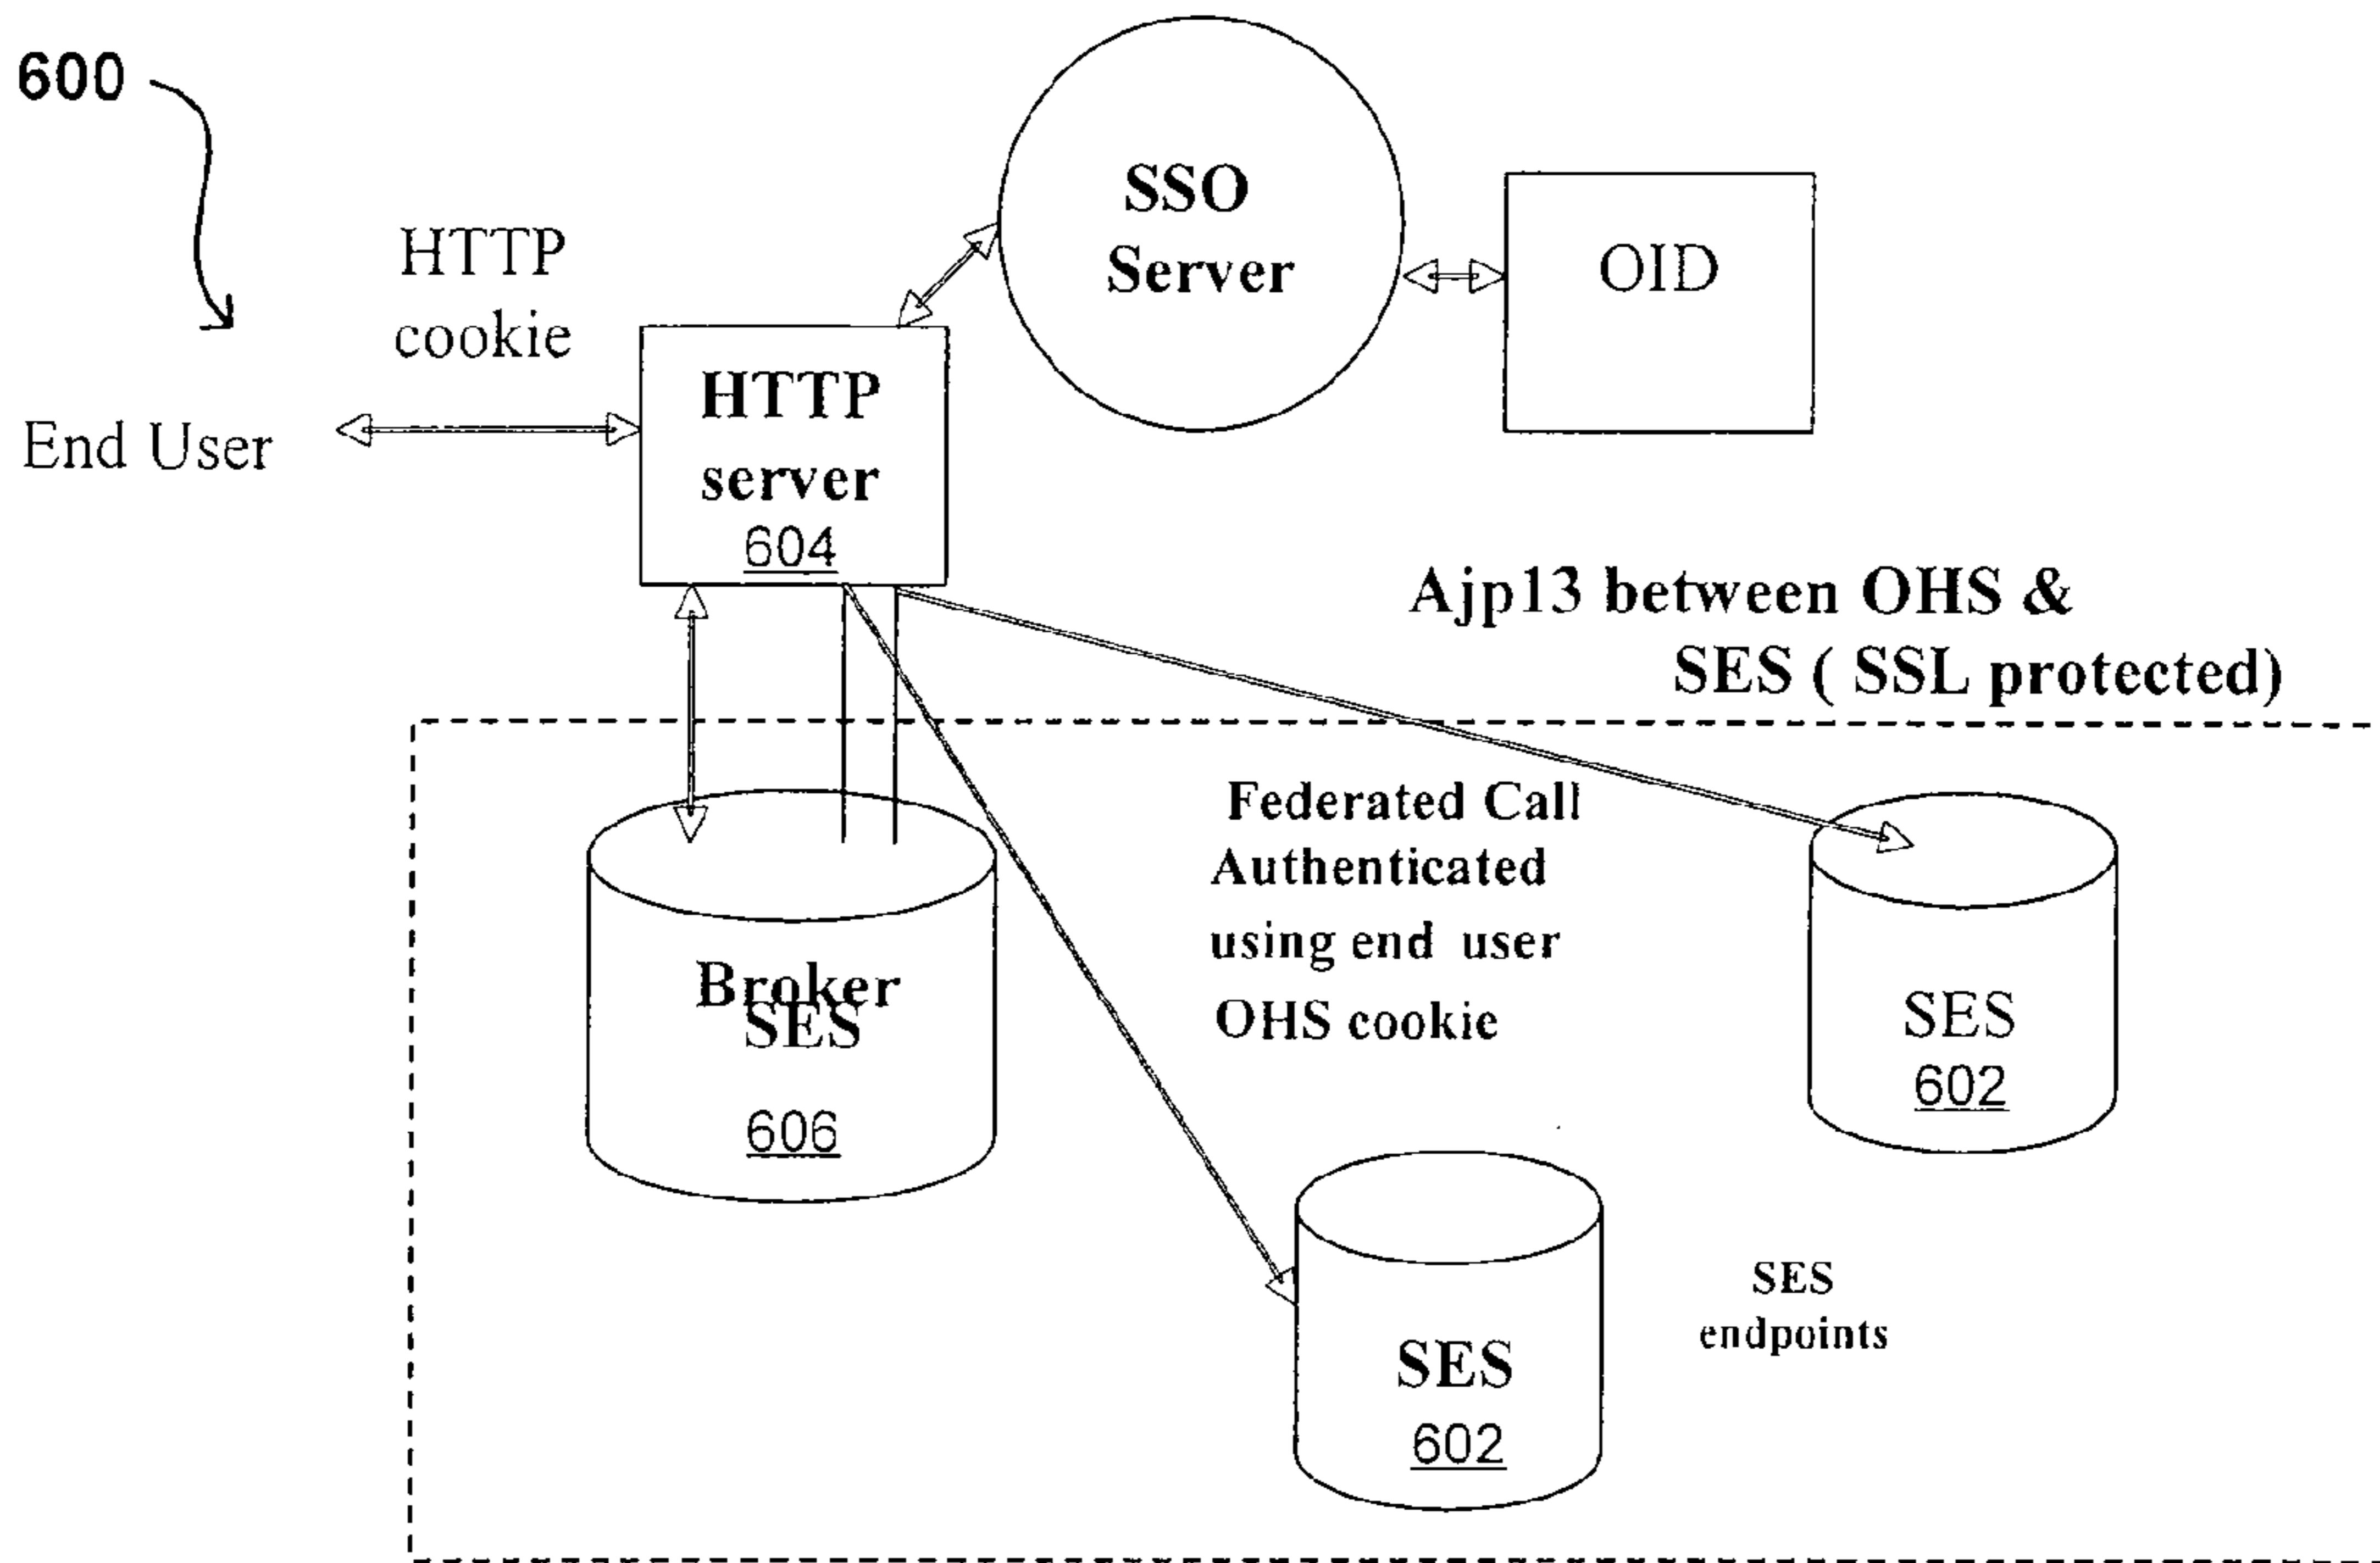 600
HTTP
cookie
End User
SSO
Server
OID
HTTP
server
604
Ajp13 between OHS &
SES ( SSL protected)
Federated Call
Authenticated
using end user
OHS cookie
Broker
SES
606
SES
602
SES
602
SES
endpoints